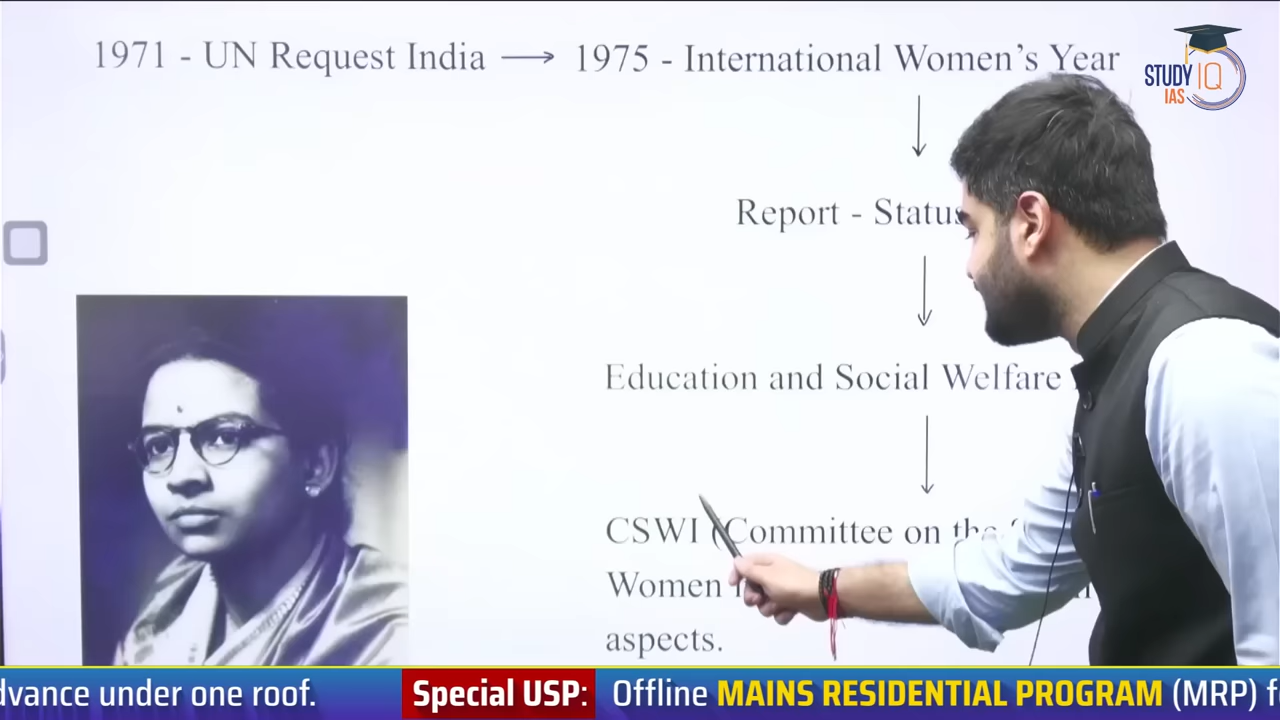 1971 - UN Request India → 1975 - International Women's Year
STUDY IQ
IAS
Report - Status
Education and Social Welfare
CSWI (Committee on the
Women
aspects.
dvance under one roof. Special USP: Offline MAINS RESIDENTIAL PROGRAM (MRP) f